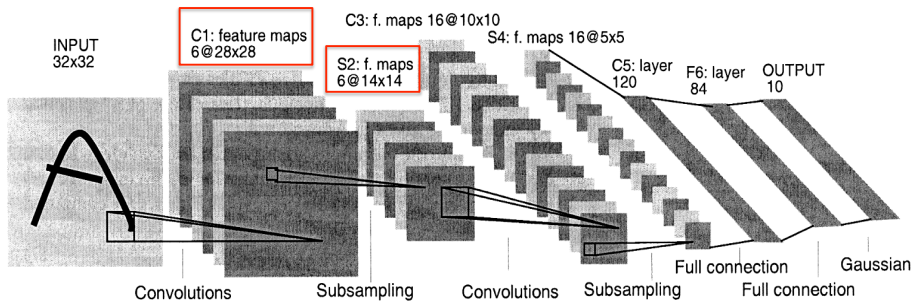 INPUT
32x32
C1: feature maps
6@28x28
S2: f. maps
6@14x14
C3: f. maps 16@10x10
S4: f. maps 16@5x5
C5: layer
120
F6: layer
84
OUTPUT
10
Convolutions
Subsampling
Convolutions
Subsampling
Full connection
Full connection
Gaussian
A